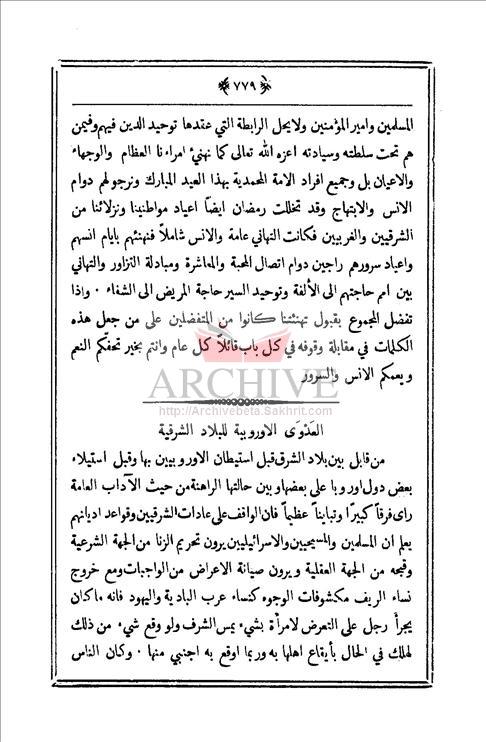 ٧٧٩
المسلمين وامير المؤمنين ولايحل الرابطة التي عقدها توحيد الدين فيهم وفيمن
هم تحت سلطته وسيادته اعزه الله تعالى كما نهنيء امراءنا العظام والوجهاء
والاعيان بل وجميع افراد الامة المحمدية بهذا العيد المبارك ونرجو لهم دوام
الانس والابتهاج وقد تخللت رمضان ايضاً اعياد مواطنينا ونزلائنا من
الشرقيين والغربيين فكانت التهاني عامة والانس شاملاً فنهنئهم بايام انسهم
واعياد سرورهم راجين دوام اتصال المحبة والمعاشرة ومبادلة التزاور والتهاني
بين امم حاجتهم الى الألفة وتوحيد السير حاجة المريض الى الشفاء . واذا
تفضل المجموع بقبول تهنئتنا كانوا من المتفضلين على من جعل هذه
الكلمات في مقابلة وقوفه في كل باب قائلاً كل عام وانتم بخير تحفكم النعم
ويعمكم الانس والسرور
ARCHIVE
http://Archivebeta.Sakhrit.com
العدْوَى الاوروبية للبلاد الشرقية
من قابل بين بلاد الشرق قبل استيطان الاوروبيين بها وقبل استيلاء
بعض دول اوروبا على بعضها وبين حالتها الراهنة من حيث الآداب العامة
راى فرقاً كبيراً وتبايناً عظيماً فان الواقف على عادات الشرقيين وقواعد اديانهم
يعلم ان المسلمين والمسيحيين والاسرائيليين يرون تحريم الزنا من الجهة الشرعية
وقبحه من الجهة العقلية ويرون صيانة الاعراض من الواجبات ومع خروج
نساء الريف مكشوفات الوجوه كنساء عرب البادية واليهود فانه ماكان
يجرأ رجل على التعرض لامرأة بشيء يمس الشرف ولو وقع شيء من ذلك
لهلك في الحال بأيقاع اهلها به وربما اوقع به اجنبي منها . وكان الناس